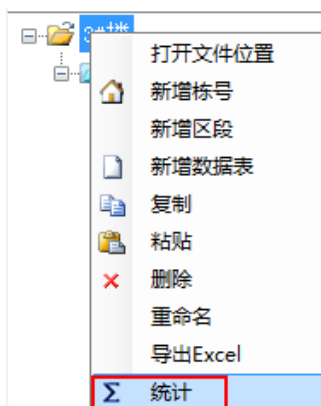 打开文件位置
新增栋号
新增区段
新增数据表
复制
粘贴
删除
重命名
导出Excel
Σ 统计